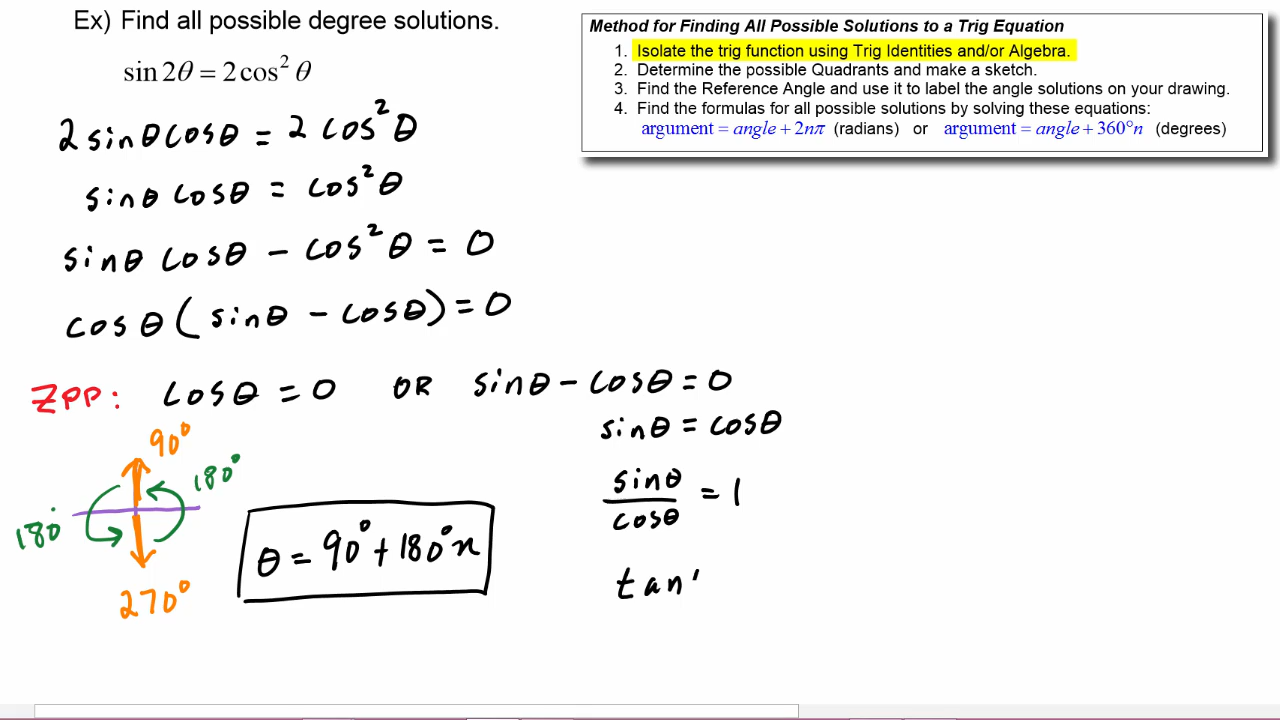 Ex) Find all possible degree solutions.
sin 2θ = 2 cos² θ
2 sinθ cosθ = 2 cos²θ
sinθ cosθ = cos²θ
sinθ cosθ − cos²θ = 0
cosθ (sinθ − cosθ) = 0
ZPP: cosθ = 0 OR sinθ − cosθ = 0
sinθ = cosθ
sinθ/cosθ = 1
tan
90°
180°
180°
270°
θ = 90° + 180°n
Method for Finding All Possible Solutions to a Trig Equation
1. Isolate the trig function using Trig Identities and/or Algebra.
2. Determine the possible Quadrants and make a sketch.
3. Find the Reference Angle and use it to label the angle solutions on your drawing.
4. Find the formulas for all possible solutions by solving these equations:
argument = angle + 2nπ (radians) or argument = angle + 360°n (degrees)